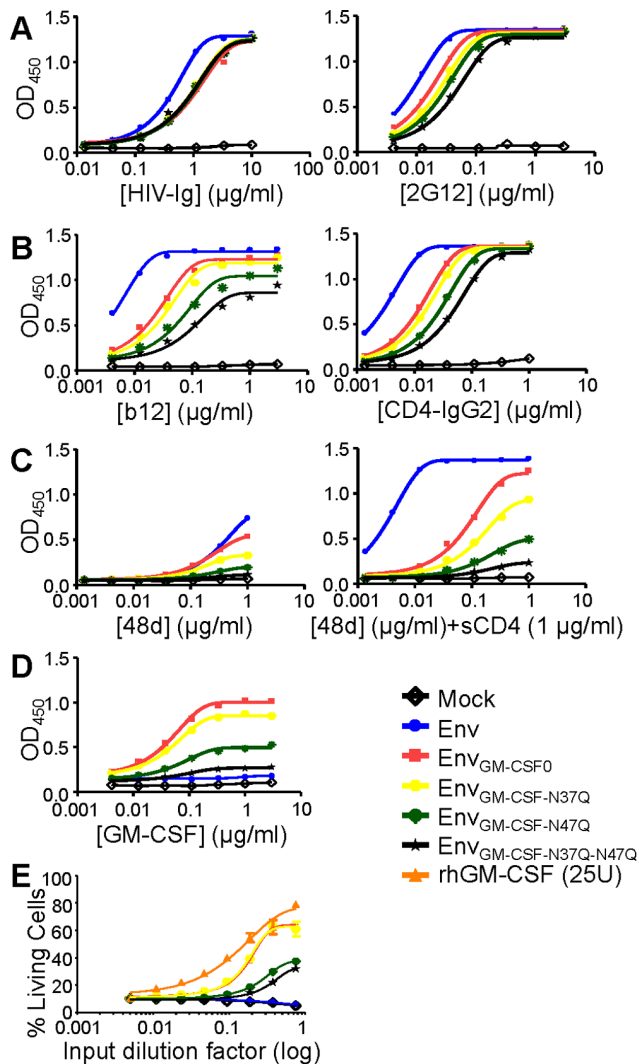 A
OD450
1.5
1.0
0.5
0.0
0.01 0.1 1 10 100
[HIV-Ig] (µg/ml)
1.5
1.0
0.5
0.0
0.001 0.01 0.1 1 10
[2G12] (µg/ml)
B
OD450
1.5
1.0
0.5
0.0
0.001 0.01 0.1 1 10
[b12] (µg/ml)
1.5
1.0
0.5
0.0
0.001 0.01 0.1 1 10
[CD4-IgG2] (µg/ml)
C
OD450
1.5
1.0
0.5
0.0
0.001 0.01 0.1 1 10
[48d] (µg/ml)
1.5
1.0
0.5
0.0
0.001 0.01 0.1 1 10
[48d] (µg/ml)+sCD4 (1 µg/ml)
D
OD450
1.5
1.0
0.5
0.0
0.001 0.01 0.1 1 10
[GM-CSF] (µg/ml)
Mock
Env
EnvGM-CSF0
EnvGM-CSF-N37Q
EnvGM-CSF-N47Q
EnvGM-CSF-N37Q-N47Q
rhGM-CSF (25U)
E
% Living Cells
100
80
60
40
20
0
0.001 0.01 0.1 1
Input dilution factor (log)